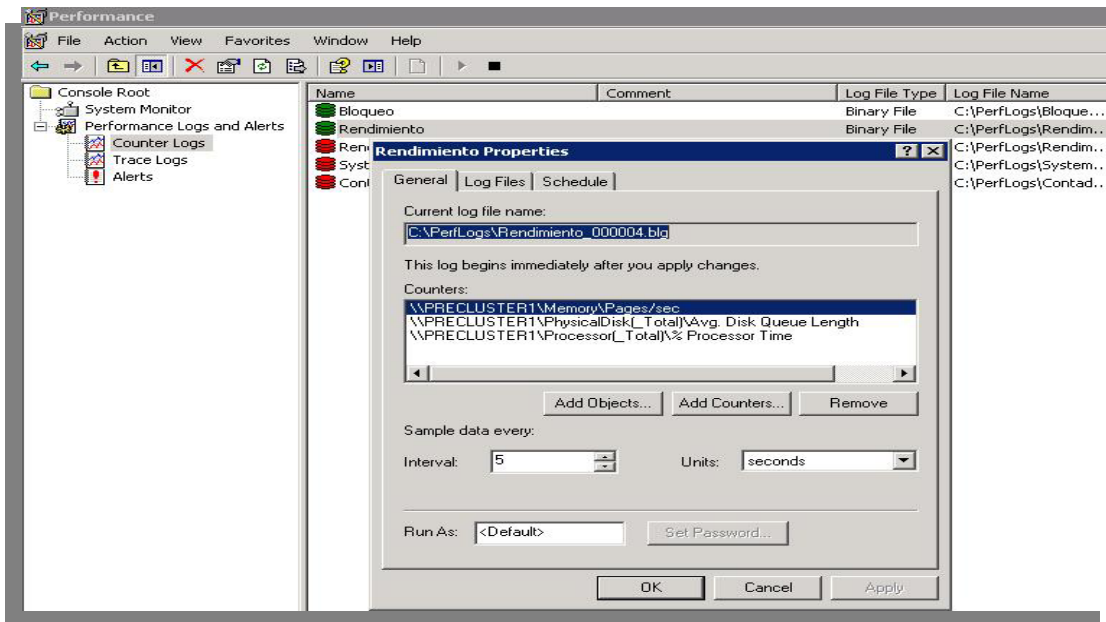 Performance
File Action View Favorites Window Help
Console Root
System Monitor
Performance Logs and Alerts
Counter Logs
Trace Logs
Alerts
Name Comment Log File Type Log File Name
Bloqueo Binary File C:\PerfLogs\Bloque...
Rendimiento Binary File C:\PerfLogs\Rendim...
C:\PerfLogs\Rendim...
Syst C:\PerfLogs\System...
C:\PerfLogs\Contad...
Rendimiento Properties
General Log Files Schedule
Current log file name:
C:\PerfLogs\Rendimiento_000004.blg
This log begins immediately after you apply changes.
Counters:
\\PRECLUSTER1\Memory\Pages/sec
\\PRECLUSTER1\PhysicalDisk(_Total)\Avg. Disk Queue Length
\\PRECLUSTER1\Processor(_Total)\% Processor Time
Add Objects... Add Counters... Remove
Sample data every:
Interval: 5 Units: seconds
Run As: <Default> Set Password...
OK Cancel Apply